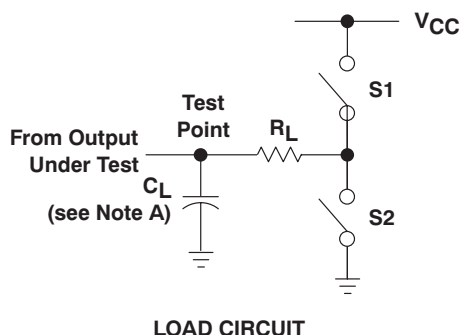 VCC
S1
Test
Point
RL
From Output
Under Test
CL
(see Note A)
S2
LOAD CIRCUIT